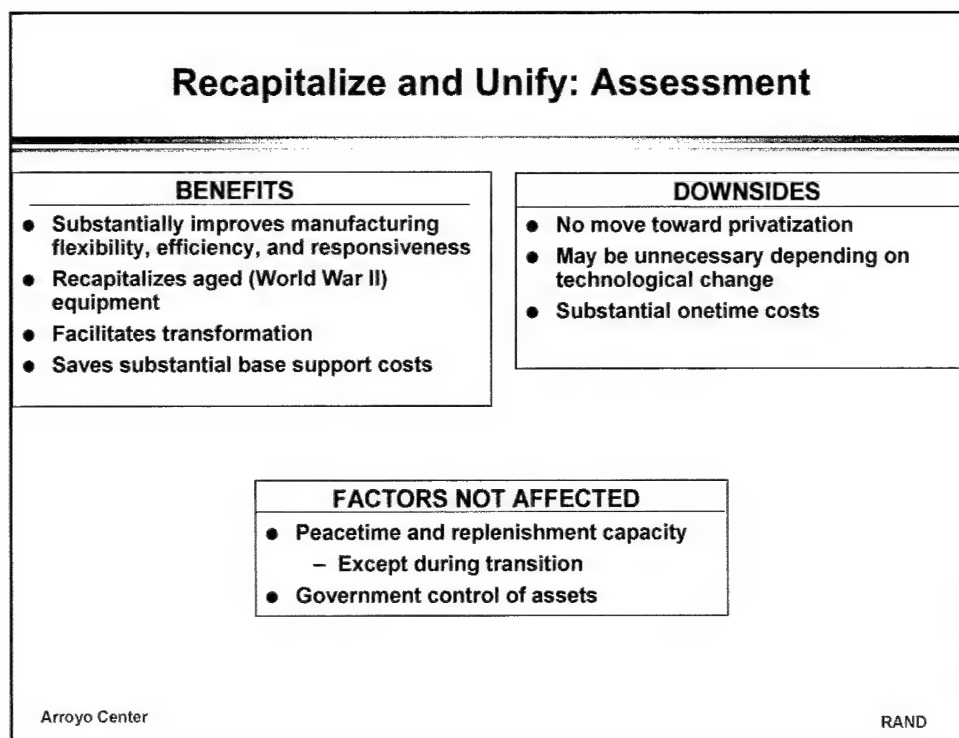 Recapitalize and Unify: Assessment
BENEFITS
● Substantially improves manufacturing
flexibility, efficiency, and responsiveness
● Recapitalizes aged (World War II)
equipment
● Facilitates transformation
● Saves substantial base support costs
DOWNSIDES
● No move toward privatization
● May be unnecessary depending on
technological change
● Substantial onetime costs
FACTORS NOT AFFECTED
● Peacetime and replenishment capacity
– Except during transition
● Government control of assets
Arroyo Center
RAND